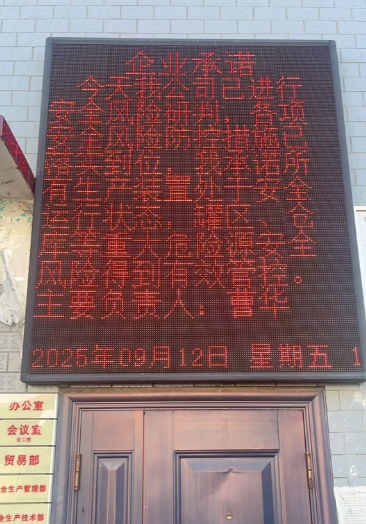 企业承诺
今天我公司已进行
安全风险研判，各项
安全风险防控措施已
落实到位，我承诺所
有生产装置处于安全
运行状态，罐区、仓
库等重大危险源安全
风险得到有效管控。
主要负责人：曹华
2025年09月12日 星期五 1
办公室
会议室
贸易部
全生产管理部
全生产技术部